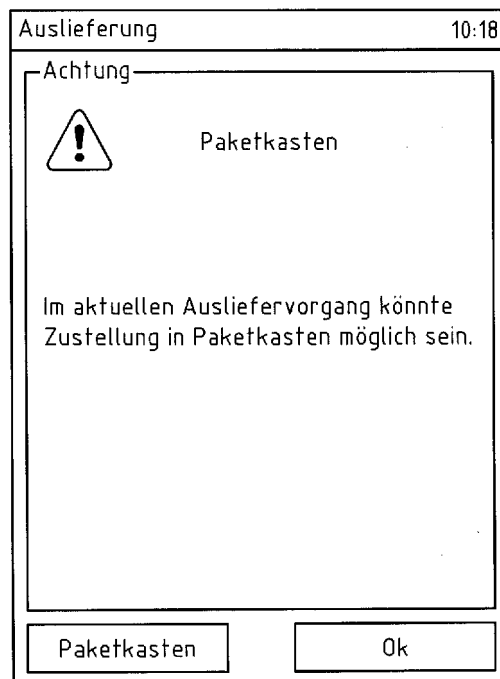 Auslieferung 10:18
Achtung
Paketkasten
Im aktuellen Ausliefervorgang könnte
Zustellung in Paketkasten möglich sein.
Paketkasten Ok